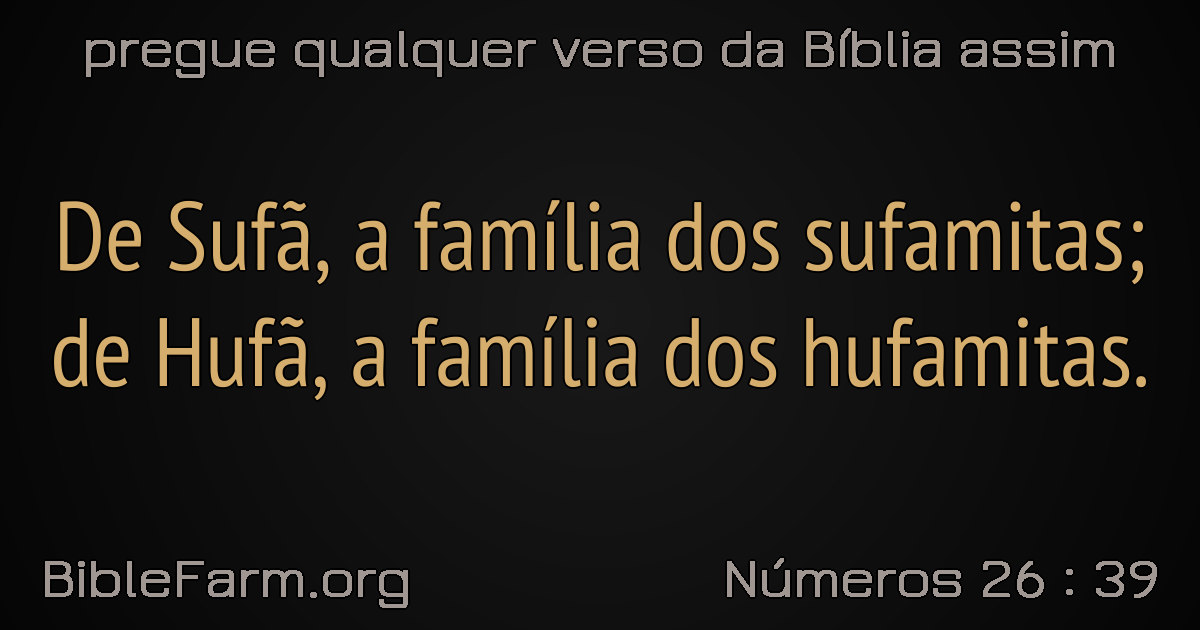 pregue qualquer verso da Bíblia assim
De Sufã, a família dos sufamitas;
de Hufã, a família dos hufamitas.
BibleFarm.org
Números 26 : 39